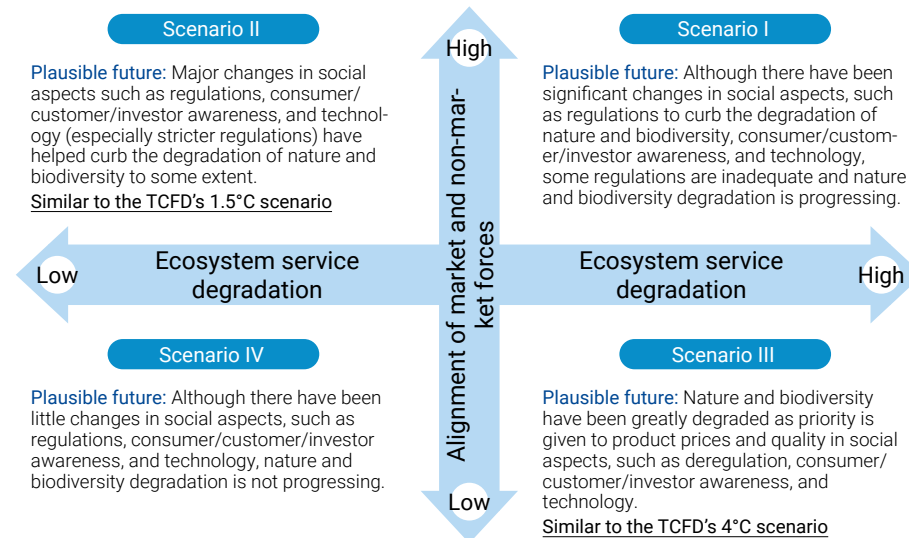 Scenario II
Plausible future: Major changes in social
aspects such as regulations, consumer/
customer/investor awareness, and technol-
ogy (especially stricter regulations) have
helped curb the degradation of nature and
biodiversity to some extent.
Similar to the TCFD's 1.5°C scenario
High
Scenario I
Plausible future: Although there have been
significant changes in social aspects, such
as regulations to curb the degradation of
nature and biodiversity, consumer/custom-
er/investor awareness, and technology,
some regulations are inadequate and nature
and biodiversity degradation is progressing.
Low
Ecosystem service
degradation
Alignment of market and non-mar-
ket forces
Ecosystem service
degradation
High
Scenario IV
Plausible future: Although there have been
little changes in social aspects, such as
regulations, consumer/customer/investor
awareness, and technology, nature and
biodiversity degradation is not progressing.
Low
Scenario III
Plausible future: Nature and biodiversity
have been greatly degraded as priority is
given to product prices and quality in social
aspects, such as deregulation, consumer/
customer/investor awareness, and
technology.
Similar to the TCFD's 4°C scenario